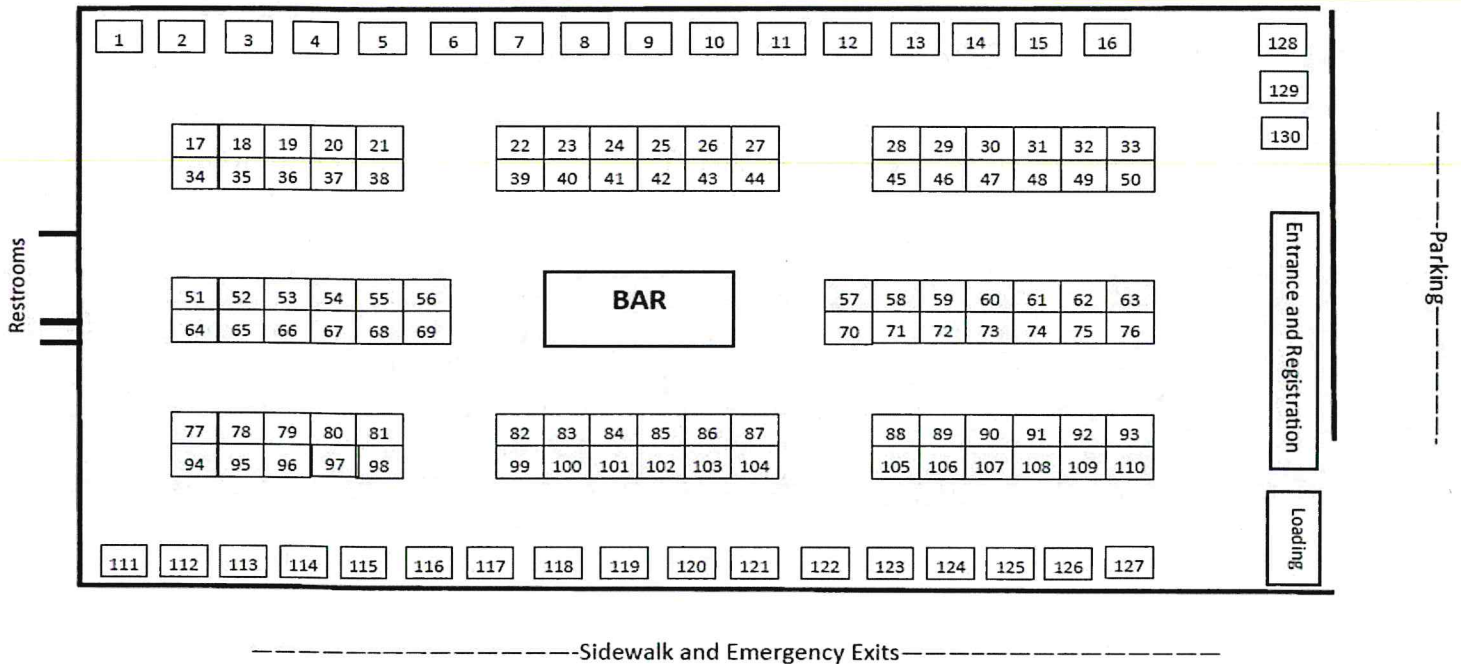 1 2 3 4 5 6 7 8 9 10 11 12 13 14 15 16 128
129
130
17 18 19 20 21 22 23 24 25 26 27 28 29 30 31 32 33
34 35 36 37 38 39 40 41 42 43 44 45 46 47 48 49 50
Restrooms
51 52 53 54 55 56 BAR 57 58 59 60 61 62 63
64 65 66 67 68 69 70 71 72 73 74 75 76
Entrance and Registration
Parking
77 78 79 80 81 82 83 84 85 86 87 88 89 90 91 92 93
94 95 96 97 98 99 100 101 102 103 104 105 106 107 108 109 110
Loading
111 112 113 114 115 116 117 118 119 120 121 122 123 124 125 126 127
Sidewalk and Emergency Exits